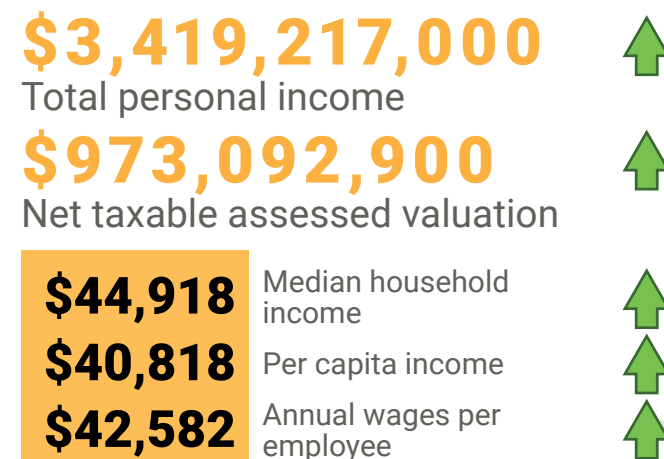 $3,419,217,000
Total personal income
$973,092,900
Net taxable assessed valuation
$44,918 Median household
income
$40,818 Per capita income
$42,582 Annual wages per
employee